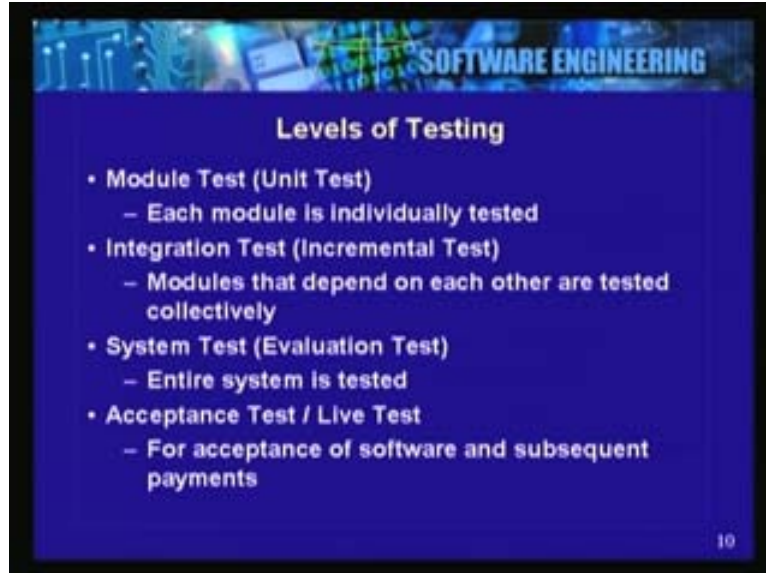 SOFTWARE ENGINEERING
Levels of Testing
• Module Test (Unit Test)
– Each module is individually tested
• Integration Test (Incremental Test)
– Modules that depend on each other are tested
collectively
• System Test (Evaluation Test)
– Entire system is tested
• Acceptance Test / Live Test
– For acceptance of software and subsequent
payments
10